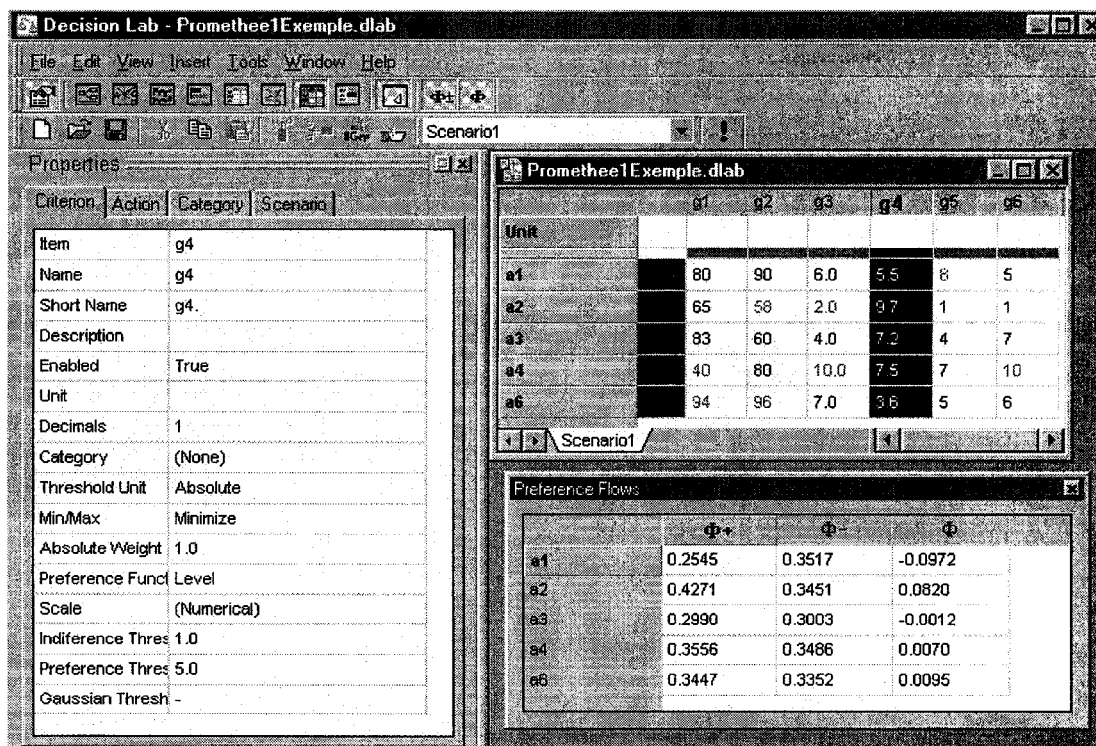 Decision Lab - Promethee1Exemple.dlab
File Edit View Insert Tools Window Help
Scenario1
Properties
Criterion Action Category Scenario
Item g4
Name g4
Short Name g4.
Description
Enabled True
Unit
Decimals 1
Category (None)
Threshold Unit Absolute
Min/Max Minimize
Absolute Weight 1.0
Preference Funct Level
Scale (Numerical)
Indiference Thres 1.0
Preference Thres 5.0
Gaussian Thresh -
Promethee1Exemple.dlab
g1 g2 g3 g4 g5 g6
Unit
a1 80 90 6.0 5.5 8 5
a2 65 58 2.0 9.7 1 1
a3 83 60 4.0 7.2 4 7
a4 40 80 10.0 7.5 7 10
a6 94 96 7.0 3.6 5 6
Scenario1
Preference Flows
Φ+ Φ- Φ
a1 0.2545 0.3517 -0.0972
a2 0.4271 0.3451 0.0820
a3 0.2990 0.3003 -0.0012
a4 0.3556 0.3486 0.0070
a6 0.3447 0.3352 0.0095